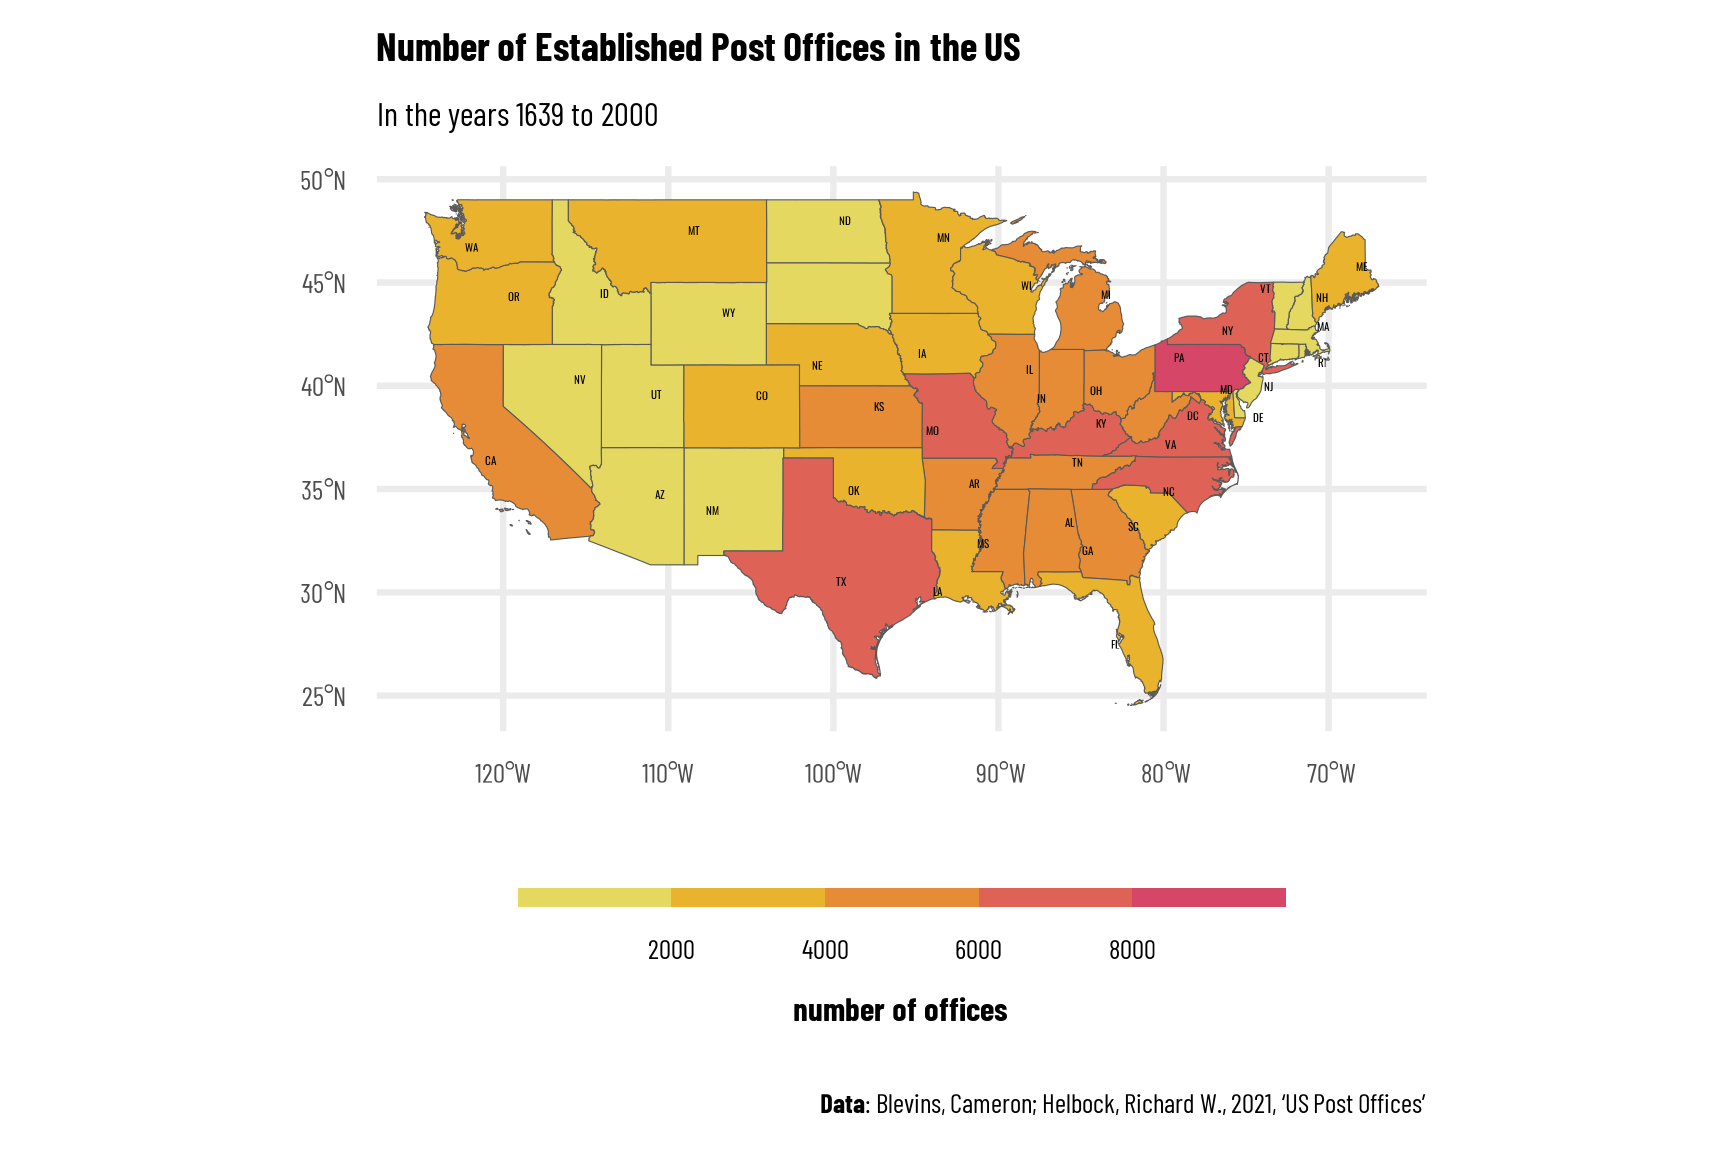 Number of Established Post Offices in the US
In the years 1639 to 2000
50°N
45°N
40°N
35°N
30°N
25°N
WA
MT
ND
MN
OR
ID
WY
WI
MI
ME
VT
NH
NY
MA
NV
UT
CO
NE
IA
IL
IN
OH
PA
CT
RI
NJ
MD
DE
DC
KS
MO
KY
VA
CA
AZ
NM
OK
AR
TN
NC
SC
MS
AL
GA
TX
LA
FL
120°W
110°W
100°W
90°W
80°W
70°W
2000
4000
6000
8000
number of offices
Data: Blevins, Cameron; Helbock, Richard W., 2021, ‘US Post Offices’